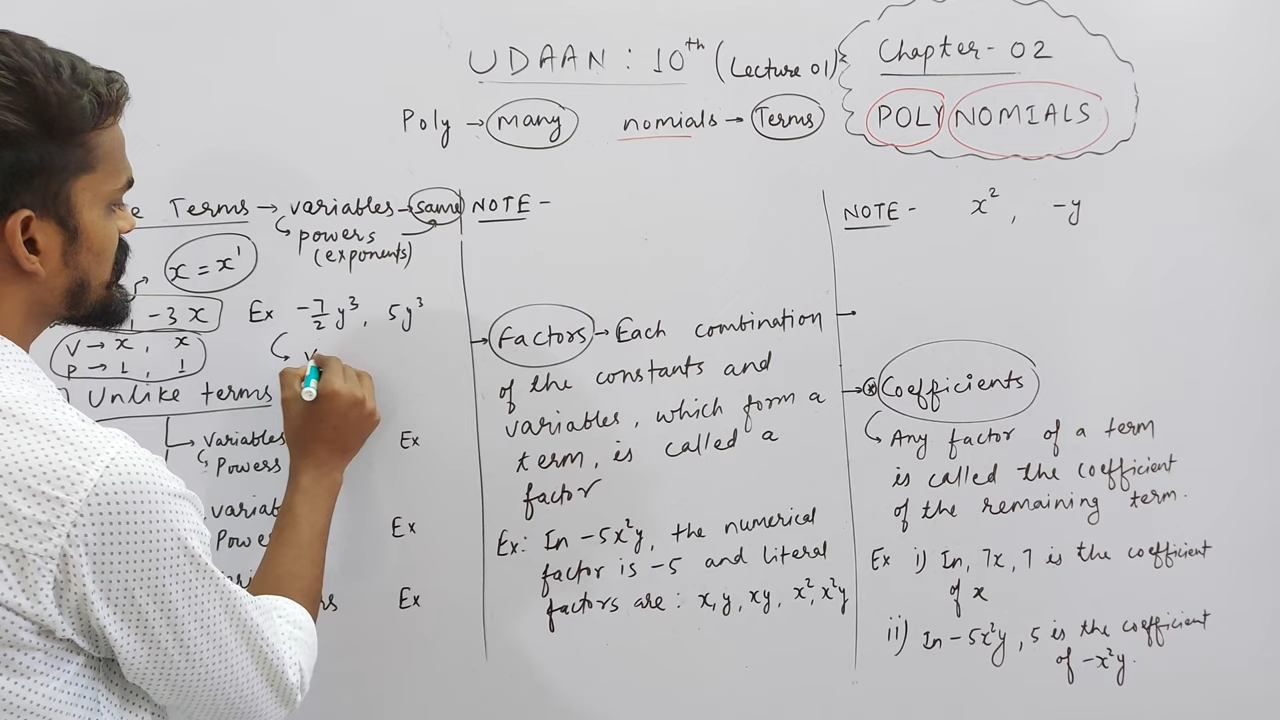 UDAAN : 10th (Lecture 01)
Chapter - 02
POLYNOMIALS
Poly → Many nomials → Terms
Terms → variables → same
powers
(exponents)
x = x¹
, -3x
V → x, x
P → 1, 1
Ex -7/2 y³, 5y³
V
Unlike terms
variables
Powers
Ex
Ex
Ex
NOTE -
→ Factors → Each combination
of the constants and
variables, which form a
term, is called a
factor
Ex: In -5x²y, the numerical
factor is -5 and literal
factors are: x, y, xy, x², x²y
NOTE - x², -y
→
→ Coefficients
Any factor of a term
is called the coefficient
of the remaining term.
Ex i) In, 7x, 7 is the coefficient
of x
ii) In -5x²y, 5 is the coefficient
of -x²y.